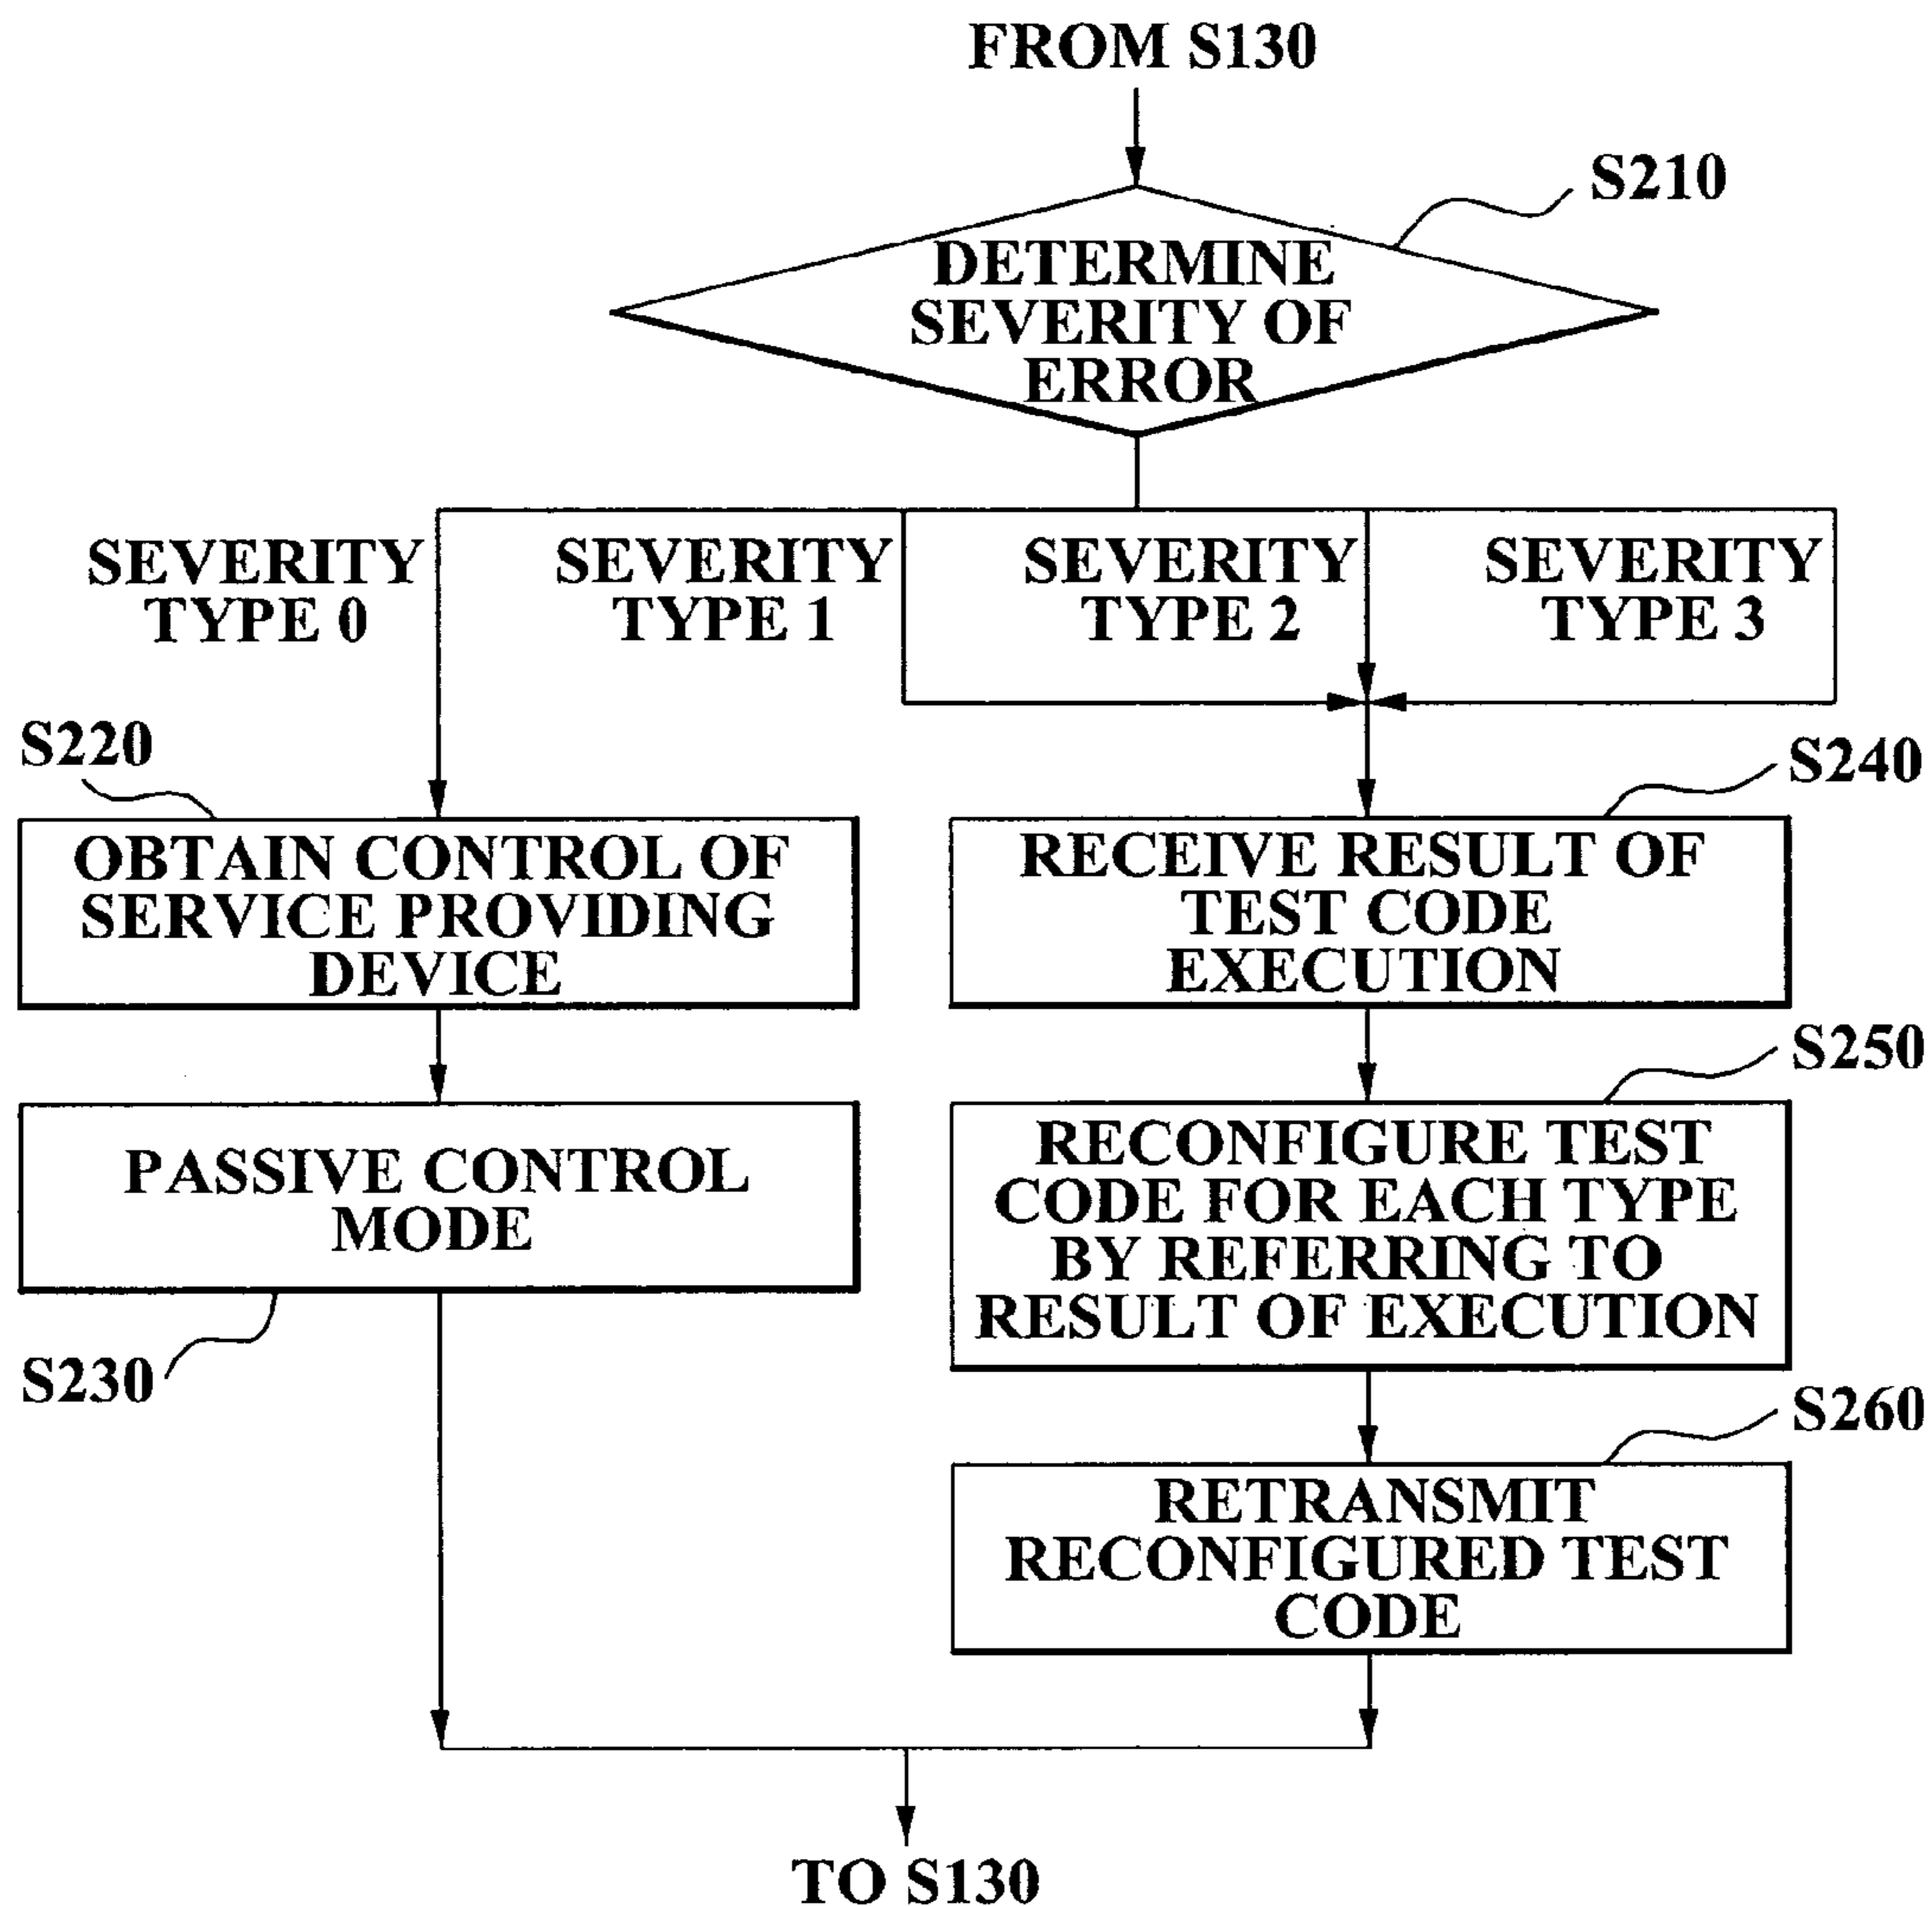 FROM S130
S210
DETERMINE
SEVERITY OF
ERROR
SEVERITY
TYPE 0
SEVERITY
TYPE 1
SEVERITY
TYPE 2
SEVERITY
TYPE 3
S220
OBTAIN CONTROL OF
SERVICE PROVIDING
DEVICE
PASSIVE CONTROL
MODE
S230
S240
RECEIVE RESULT OF
TEST CODE
EXECUTION
S250
RECONFIGURE TEST
CODE FOR EACH TYPE
BY REFERRING TO
RESULT OF EXECUTION
S260
RETRANSMIT
RECONFIGURED TEST
CODE
TO S130